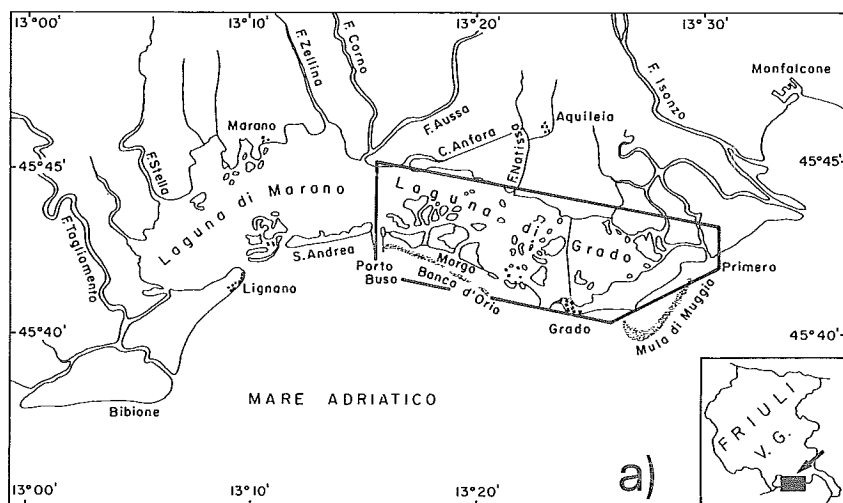 13°00' 13°10' 13°20' 13°30'
F. Zellina
F. Corno
F. Isonzo
Monfalcone
F. Aussa
Marano
C. Anfora
F. Natissa
Aquileia
45°45' 45°45'
F. Stella
Laguna di Marano
Laguna di Grado
F. Tagliamento
S. Andrea
Morgo
Porto Buso
Banco d'Orio
Primero
Lignano
Grado
Mula di Muggia
45°40' 45°40'
Bibione
MARE ADRIATICO
FRIULI
V. G.
a)
13°00' 13°10' 13°20'